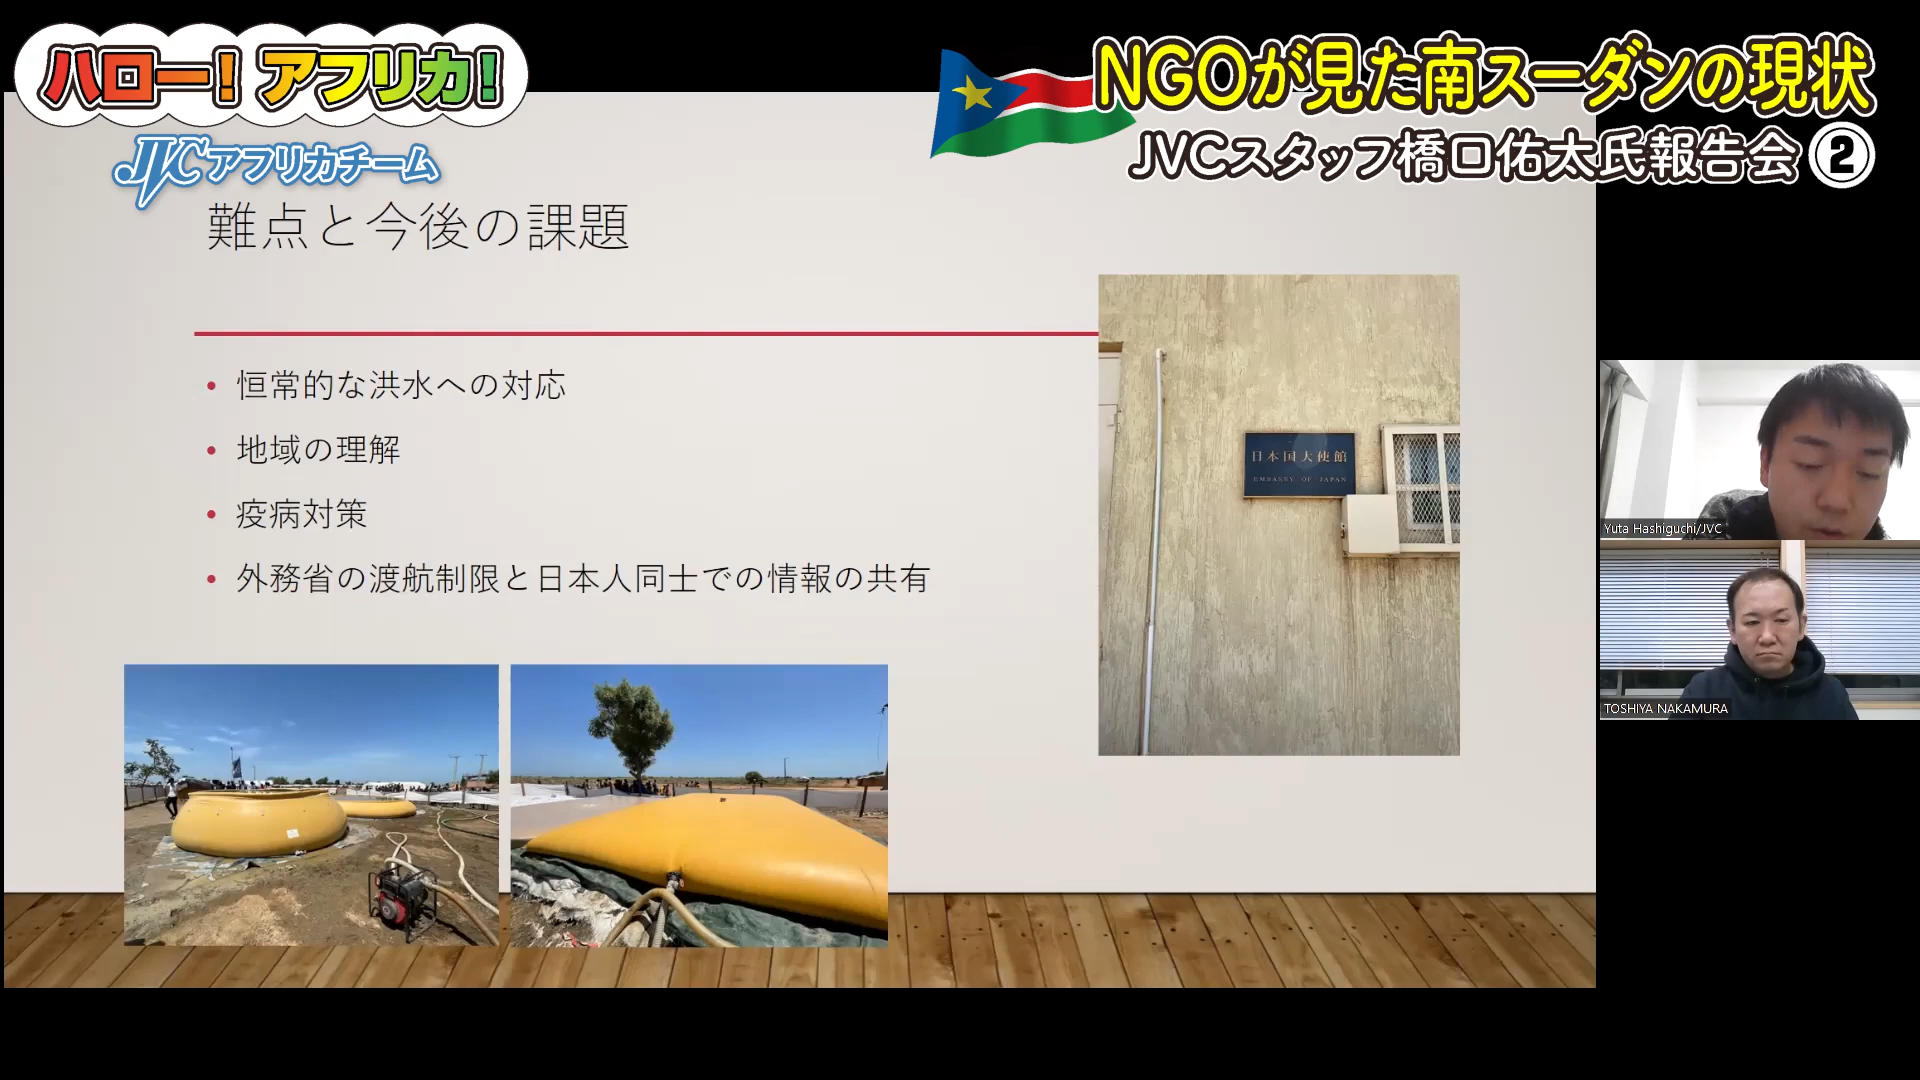 ハロー！アフリカ！
JVCアフリカチーム
NGOが見た南スーダンの現状
JVCスタッフ橋口佑太氏報告会②
難点と今後の課題
• 恒常的な洪水への対応
• 地域の理解
• 疫病対策
• 外務省の渡航制限と日本人同士での情報の共有
日本国大使館
EMBASSY OF JAPAN
Yuta Hashiguchi/JVC
TOSHIYA NAKAMURA